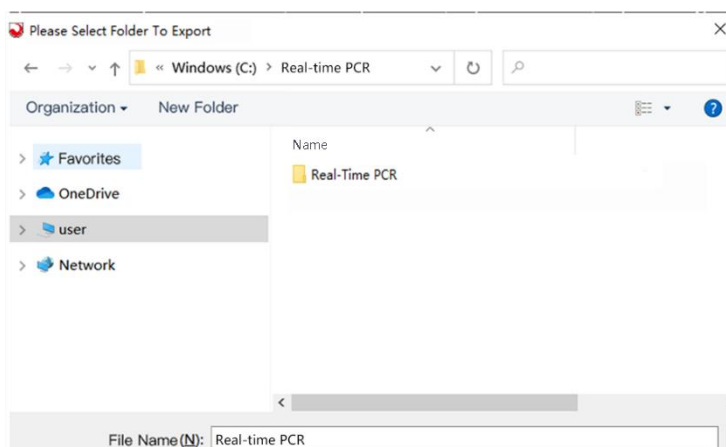 Please Select Folder To Export
« Windows (C:) > Real-time PCR
Organization New Folder
Name
Favorites
Real-Time PCR
OneDrive
user
Network
File Name(N): Real-time PCR